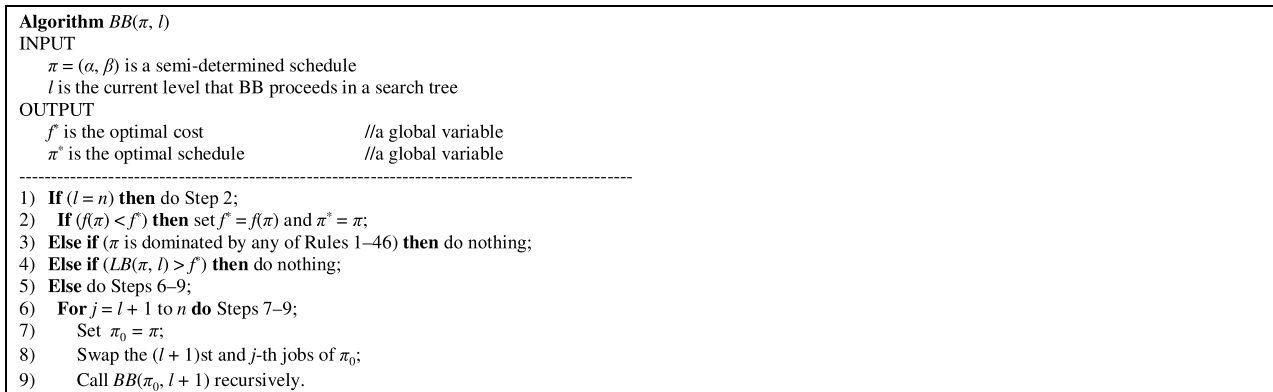 Algorithm BB(π, l)
INPUT
π = (α, β) is a semi-determined schedule
l is the current level that BB proceeds in a search tree
OUTPUT
f* is the optimal cost //a global variable
π* is the optimal schedule //a global variable
------------------------------------------------------------------------------------------------
1) If (l = n) then do Step 2;
2) If (f(π) < f*) then set f* = f(π) and π* = π;
3) Else if (π is dominated by any of Rules 1–46) then do nothing;
4) Else if (LB(π, l) > f*) then do nothing;
5) Else do Steps 6–9;
6) For j = l + 1 to n do Steps 7–9;
7) Set π₀ = π;
8) Swap the (l + 1)st and j-th jobs of π₀;
9) Call BB(π₀, l + 1) recursively.